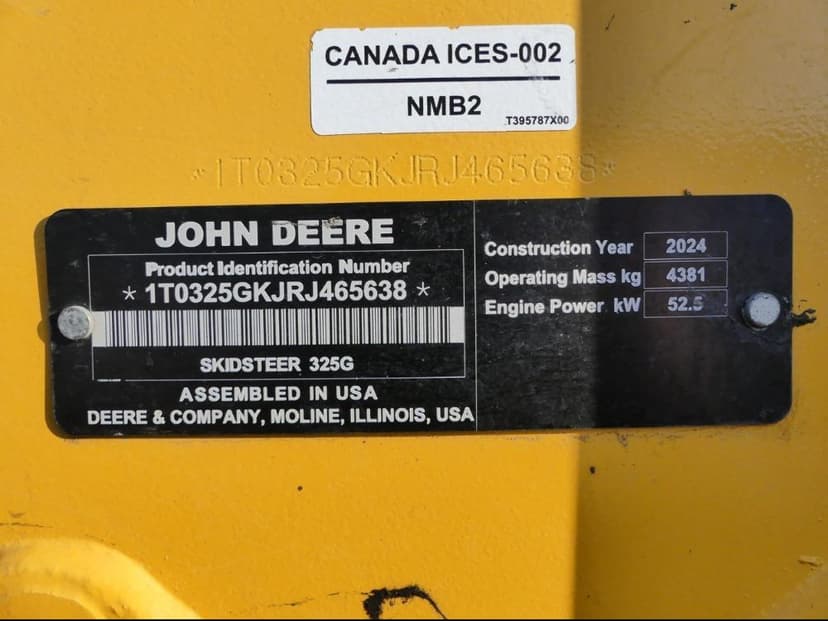 CANADA ICES-002
NMB2
T395787X00
*1T0325GKJRJ465638*
JOHN DEERE
Product Identification Number
* 1T0325GKJRJ465638 *
SKIDSTEER 325G
ASSEMBLED IN USA
DEERE & COMPANY, MOLINE, ILLINOIS, USA
Construction Year 2024
Operating Mass kg 4381
Engine Power kW 52.5